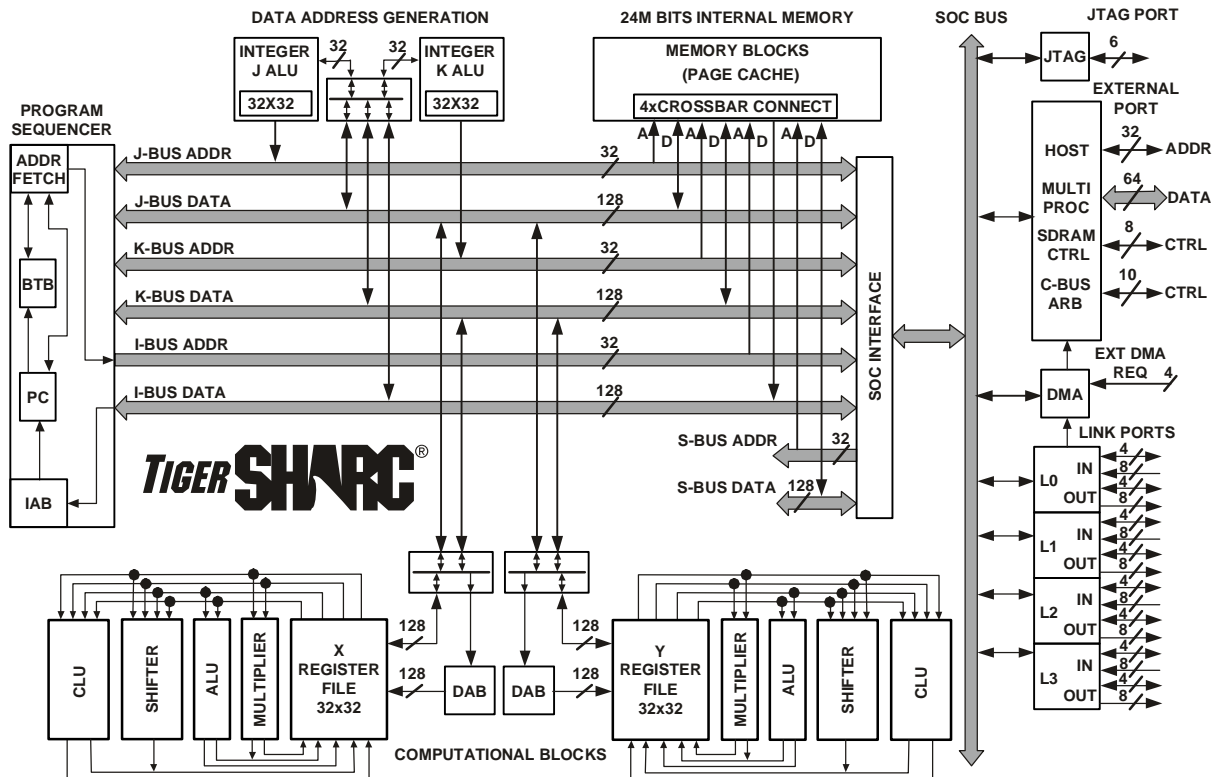 DATA ADDRESS GENERATION
24M BITS INTERNAL MEMORY
SOC BUS
JTAG PORT
INTEGER
J ALU
32X32
32
32
INTEGER
K ALU
32X32
MEMORY BLOCKS
(PAGE CACHE)
4xCROSSBAR CONNECT
A D A D A D A D
JTAG
6
PROGRAM
SEQUENCER
ADDR
FETCH
BTB
PC
IAB
J-BUS ADDR
32
J-BUS DATA
128
K-BUS ADDR
32
K-BUS DATA
128
I-BUS ADDR
32
I-BUS DATA
128
S-BUS ADDR
32
S-BUS DATA
128
SOC INTERFACE
EXTERNAL
PORT
HOST
32
ADDR
MULTI
PROC
64
DATA
SDRAM
CTRL
8
CTRL
C-BUS
ARB
10
CTRL
EXT DMA
REQ
4
DMA
LINK PORTS
L0
IN
OUT
4
8
4
8
L1
IN
OUT
4
8
4
8
L2
IN
OUT
4
8
4
8
L3
IN
OUT
4
8
4
8
TIGER SHARC®
CLU
SHIFTER
ALU
MULTIPLIER
X
REGISTER
FILE
32x32
128
128
DAB
DAB
128
128
Y
REGISTER
FILE
32x32
MULTIPLIER
ALU
SHIFTER
CLU
COMPUTATIONAL BLOCKS